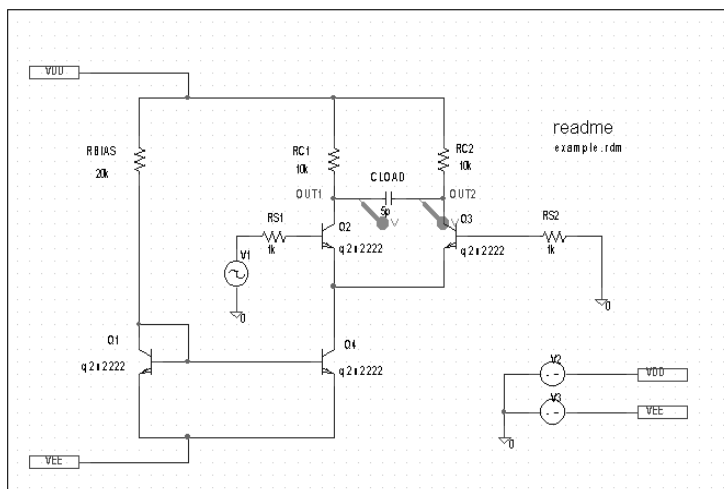 VDD
readme
example.rdm
RBIAS
20k
RC1
10k
RC2
10k
CLOAD
5p
OUT1
OUT2
V
V
RS1
1k
Q2
q2n2222
Q3
q2n2222
RS2
1k
V1
0
0
Q1
q2n2222
Q4
q2n2222
V2
VDD
V3
VEE
0
VEE